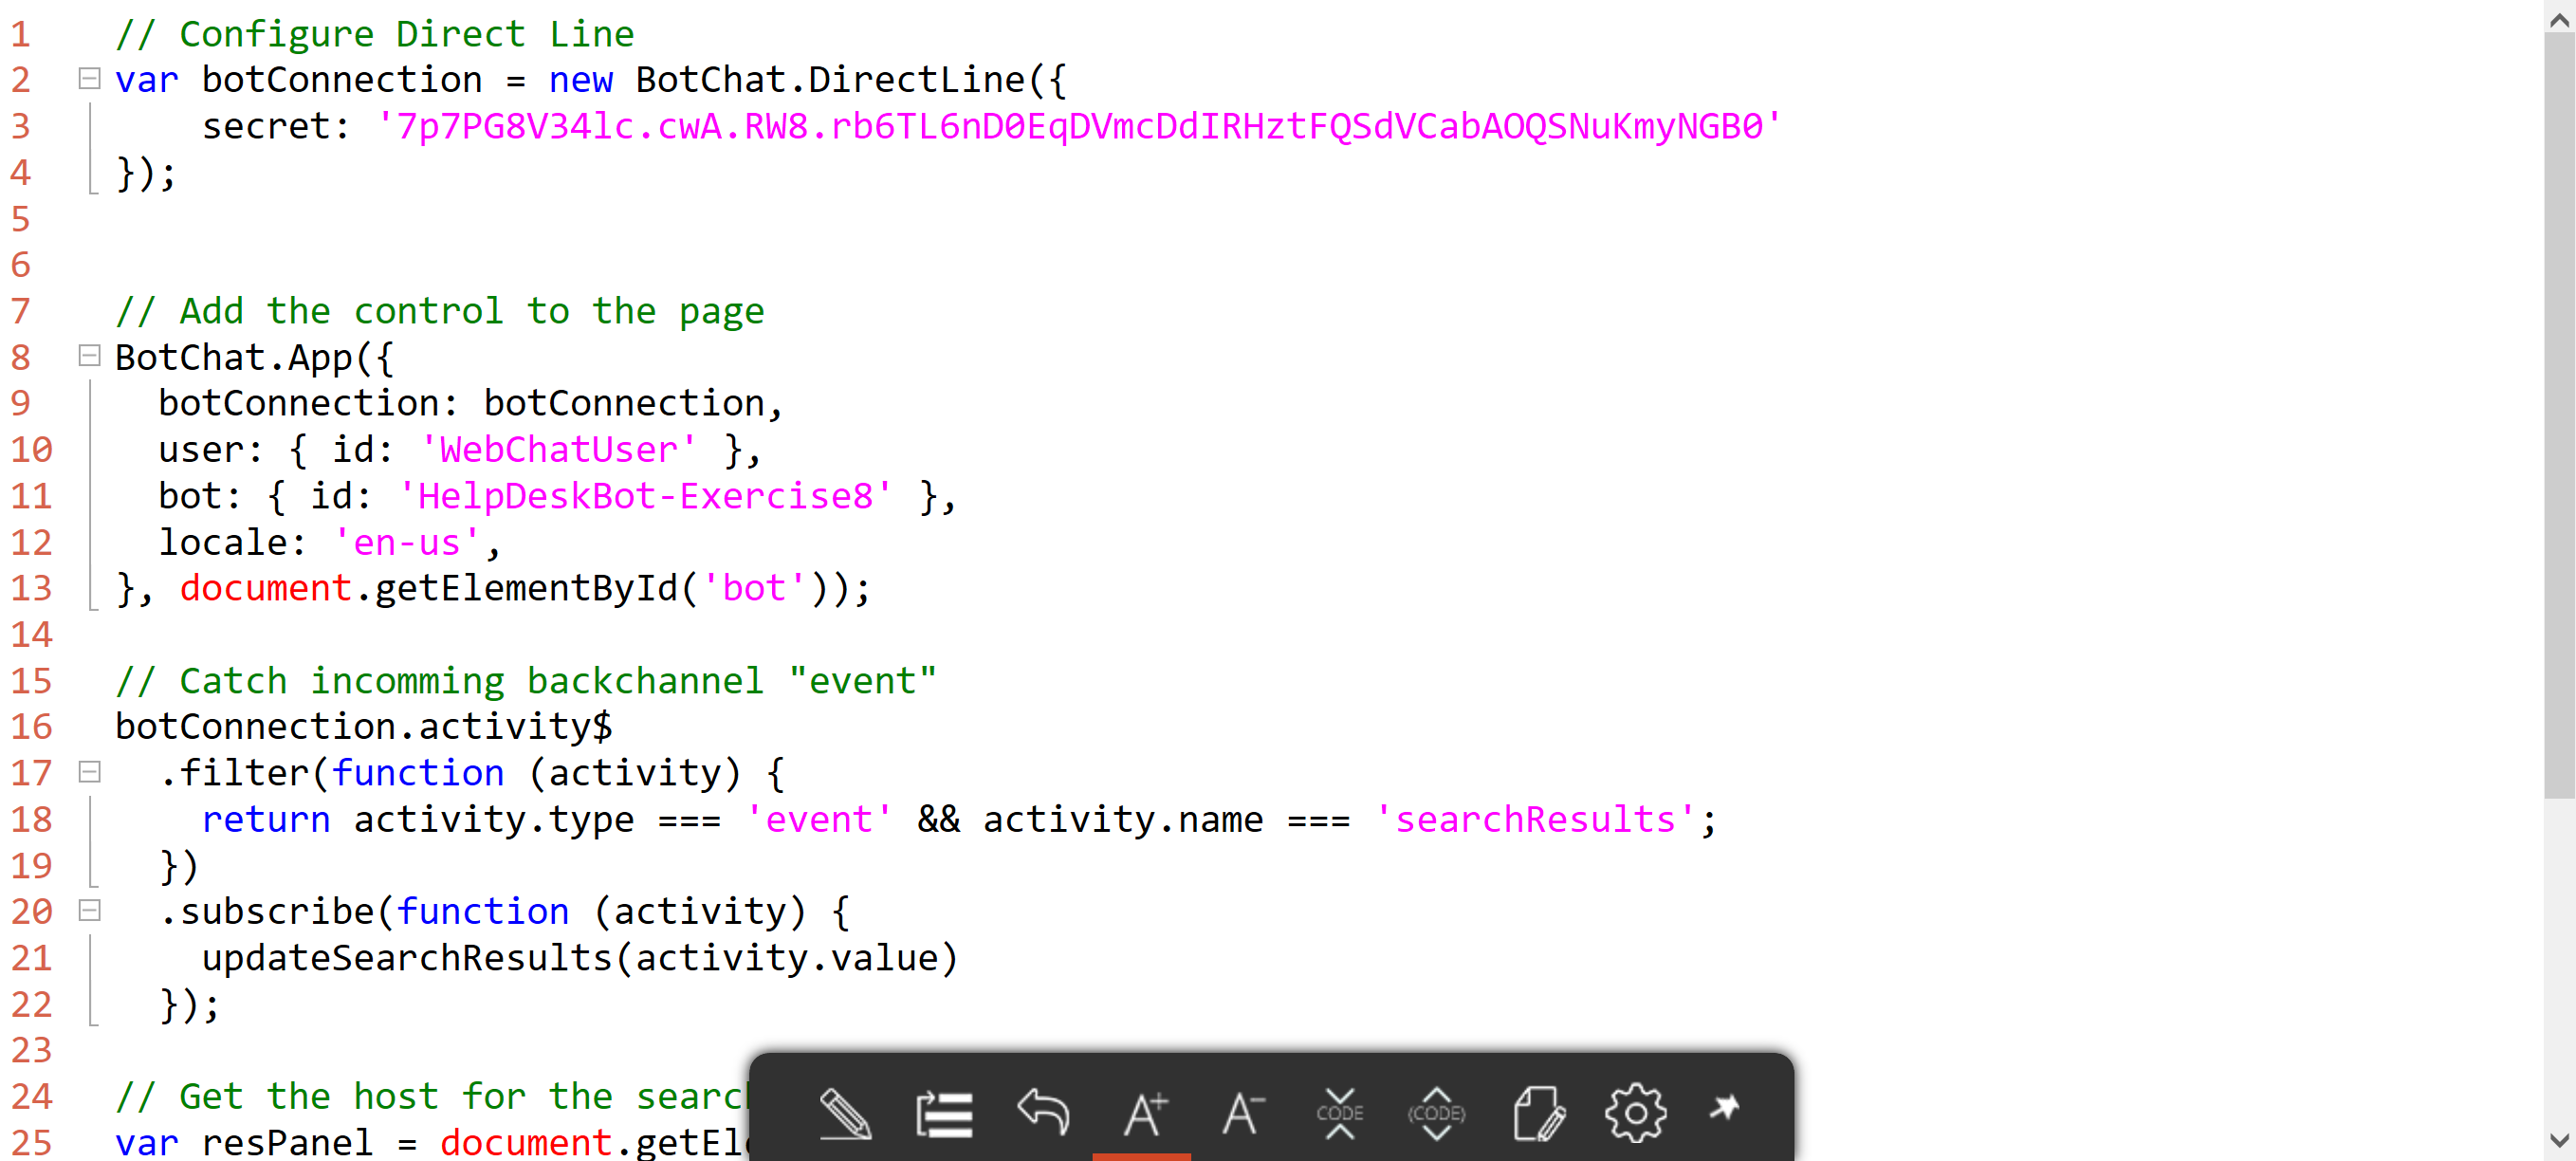 1 // Configure Direct Line
2 var botConnection = new BotChat.DirectLine({
3 secret: '7p7PG8V34lc.cwA.RW8.rb6TL6nD0EqDVmcDdIRHztFQSdVCabAOQSNuKmyNGB0'
4 });
5
6
7 // Add the control to the page
8 BotChat.App({
9 botConnection: botConnection,
10 user: { id: 'WebChatUser' },
11 bot: { id: 'HelpDeskBot-Exercise8' },
12 locale: 'en-us',
13 }, document.getElementById('bot'));
14
15 // Catch incomming backchannel "event"
16 botConnection.activity$
17 .filter(function (activity) {
18 return activity.type === 'event' && activity.name === 'searchResults';
19 })
20 .subscribe(function (activity) {
21 updateSearchResults(activity.value)
22 });
23
24 // Get the host for the search
25 var resPanel = document.getEl
A+ A- CODE (CODE)